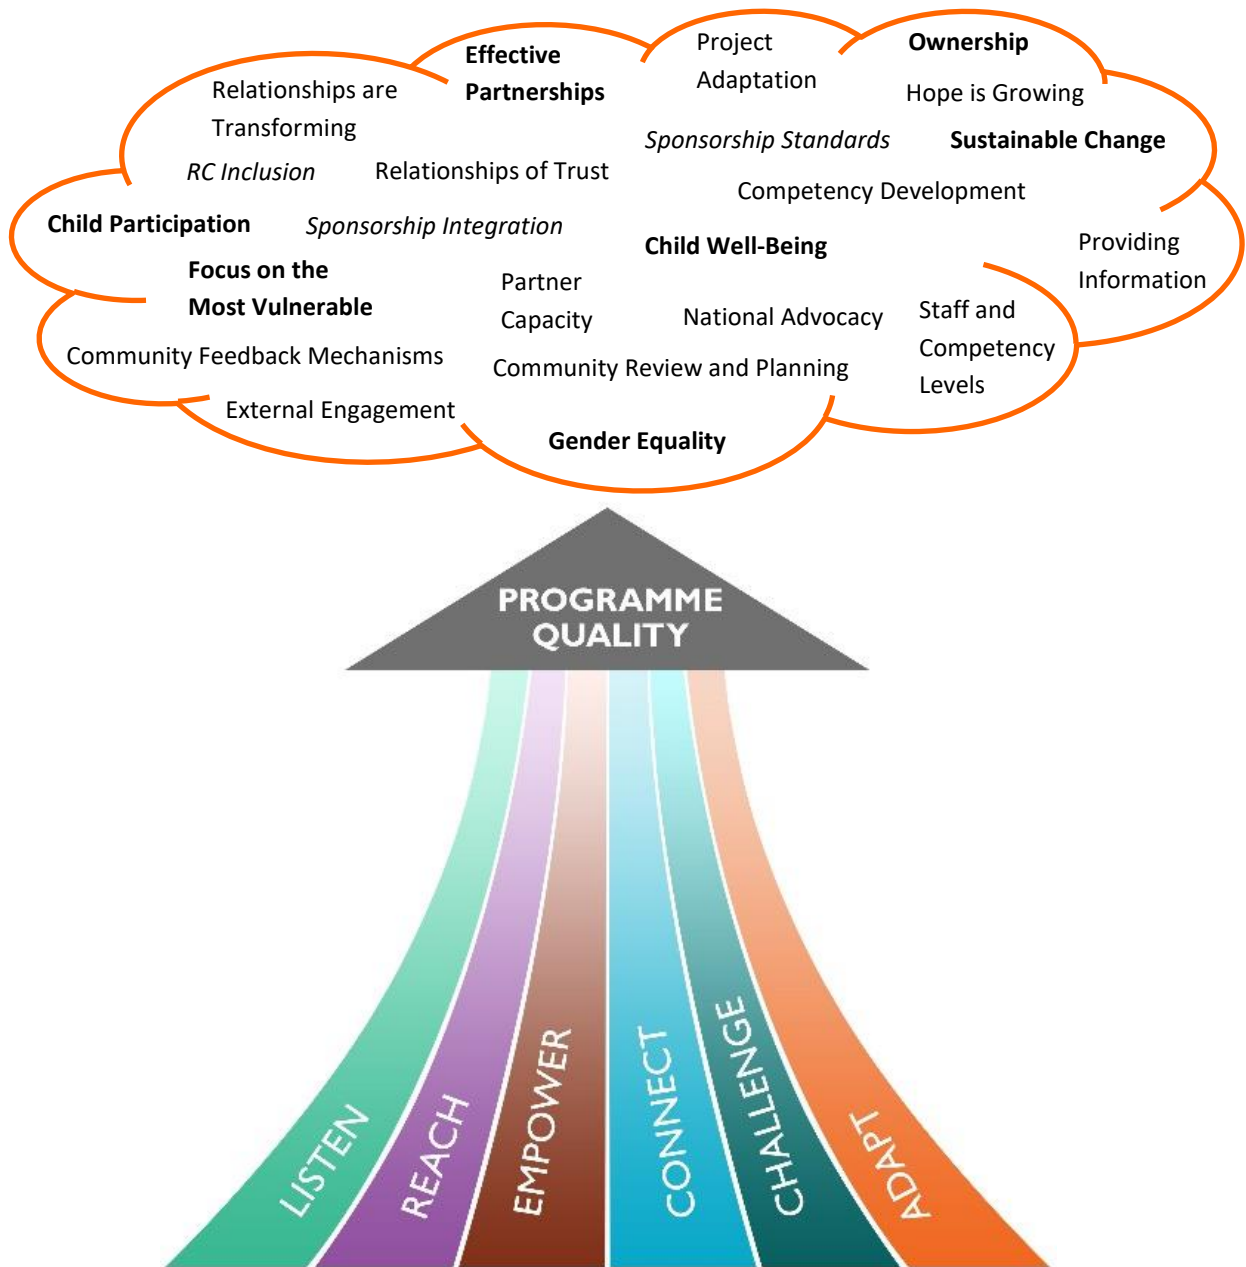 Effective
Partnerships
Project
Adaptation
Ownership
Relationships are
Transforming
Hope is Growing
Sponsorship Standards
Sustainable Change
RC Inclusion
Relationships of Trust
Competency Development
Child Participation
Sponsorship Integration
Child Well-Being
Providing
Information
Focus on the
Most Vulnerable
Partner
Capacity
National Advocacy
Staff and
Competency
Levels
Community Feedback Mechanisms
Community Review and Planning
External Engagement
Gender Equality
PROGRAMME
QUALITY
LISTEN
REACH
EMPOWER
CONNECT
CHALLENGE
ADAPT